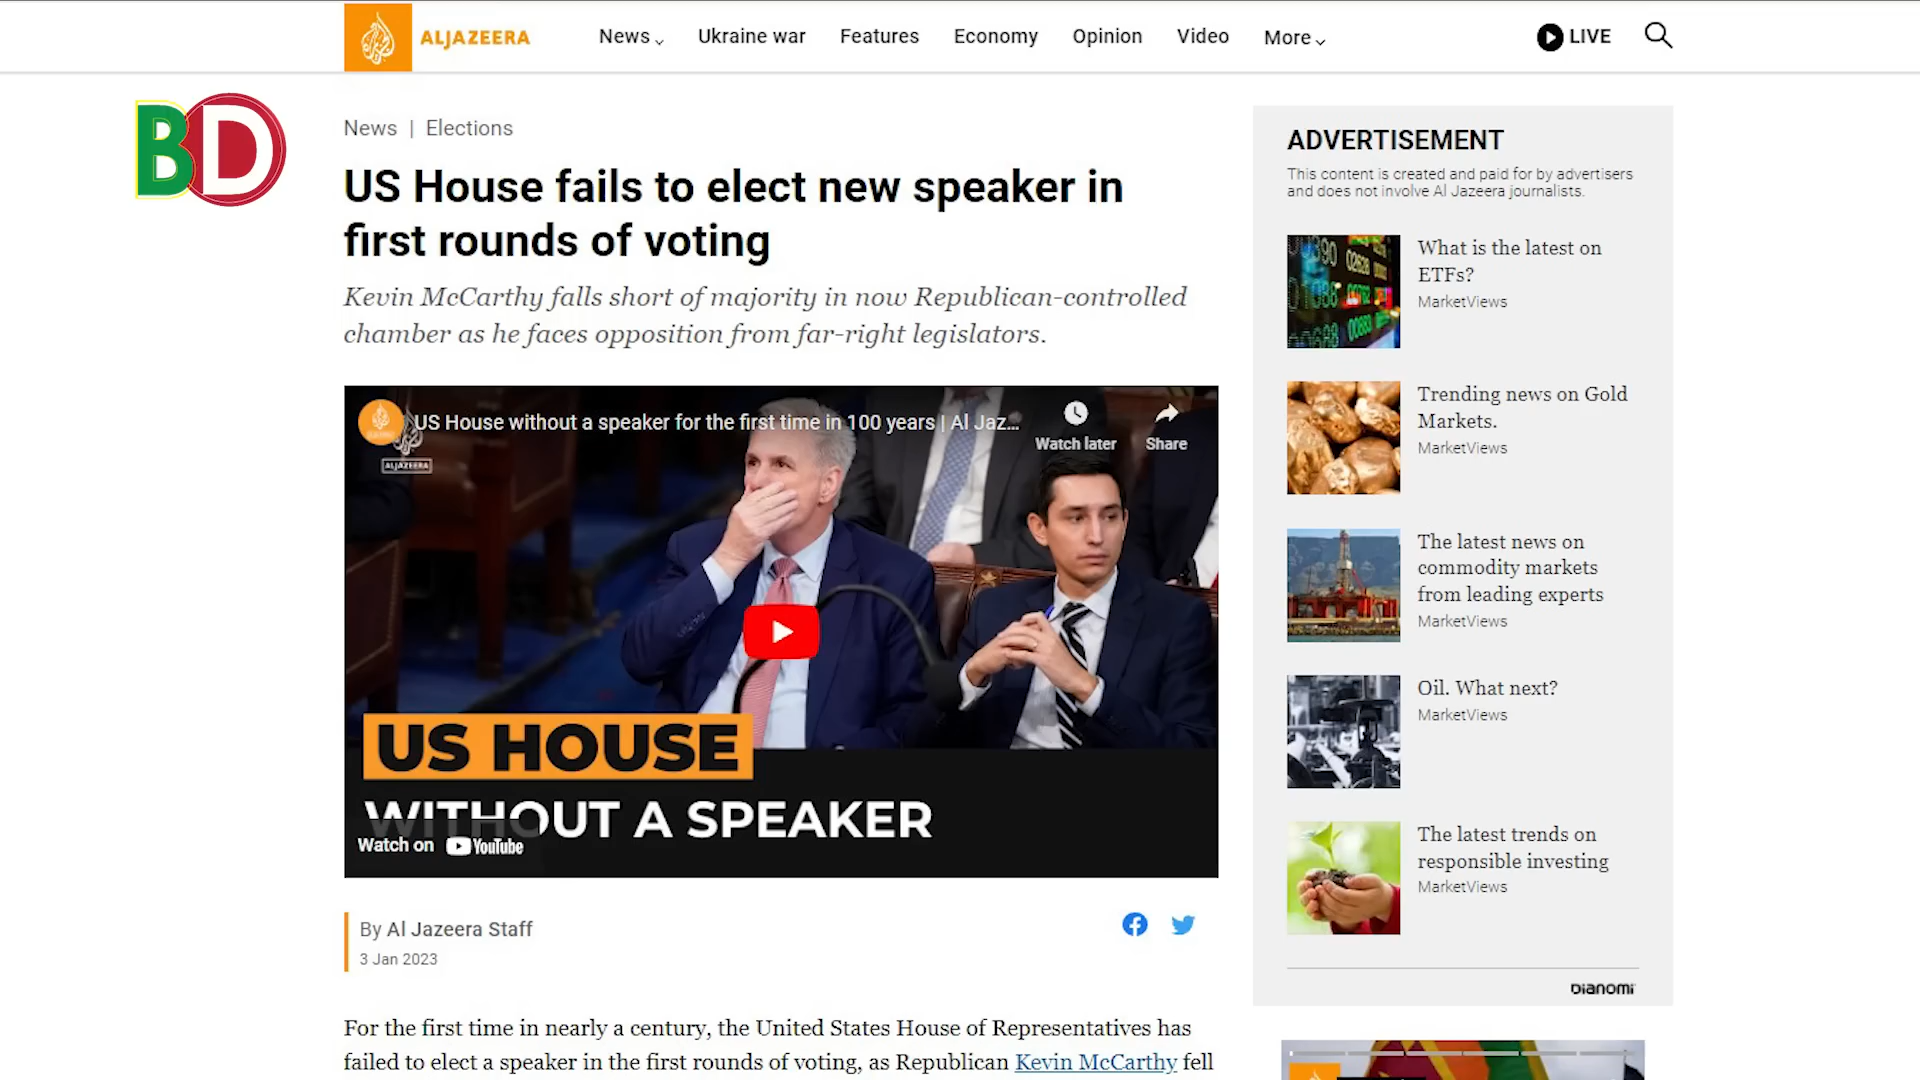 ALJAZEERA
News
Ukraine war
Features
Economy
Opinion
Video
More
LIVE
BD
News | Elections
US House fails to elect new speaker in
first rounds of voting
Kevin McCarthy falls short of majority in now Republican-controlled
chamber as he faces opposition from far-right legislators.
US House without a speaker for the first time in 100 years | Al Jaz...
Watch later
Share
ALJAZEERA
US HOUSE
WITHOUT A SPEAKER
Watch on YouTube
By Al Jazeera Staff
3 Jan 2023
For the first time in nearly a century, the United States House of Representatives has
failed to elect a speaker in the first rounds of voting, as Republican Kevin McCarthy fell
ADVERTISEMENT
This content is created and paid for by advertisers
and does not involve Al Jazeera journalists.
What is the latest on
ETFs?
MarketViews
Trending news on Gold
Markets.
MarketViews
The latest news on
commodity markets
from leading experts
MarketViews
Oil. What next?
MarketViews
The latest trends on
responsible investing
MarketViews
DIANOMI